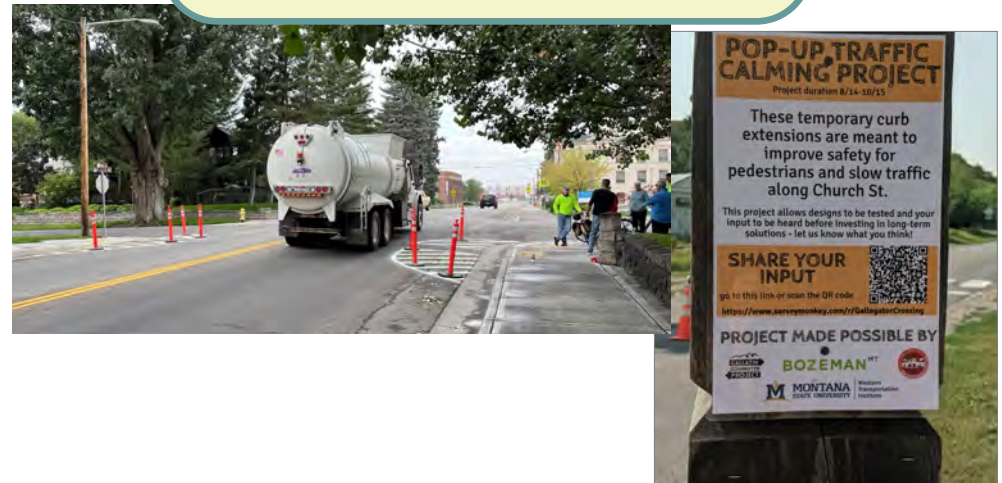 POP-UP TRAFFIC
CALMING PROJECT
Project duration 8/14-10/15
These temporary curb
extensions are meant to
improve safety for
pedestrians and slow traffic
along Church St.
This project allows designs to be tested and your
input to be heard before investing in long-term
solutions - let us know what you think!
SHARE YOUR
INPUT
go to this link or scan the QR code
https://www.surveymonkey.com/r/GallegatorCrossing
PROJECT MADE POSSIBLE BY
GALLATIN
COMMUTER
PROJECT
BOZEMAN MT
M MONTANA
STATE UNIVERSITY
Western
Transportation
Institute